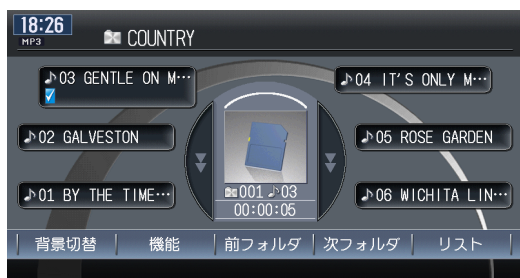 18:26
MP3
COUNTRY
♪03 GENTLE ON M…
♪04 IT'S ONLY M…
♪02 GALVESTON
♪05 ROSE GARDEN
♪01 BY THE TIME…
♪06 WICHITA LIN…
001 ♪03
00:00:05
背景切替 機能 前フォルダ 次フォルダ リスト